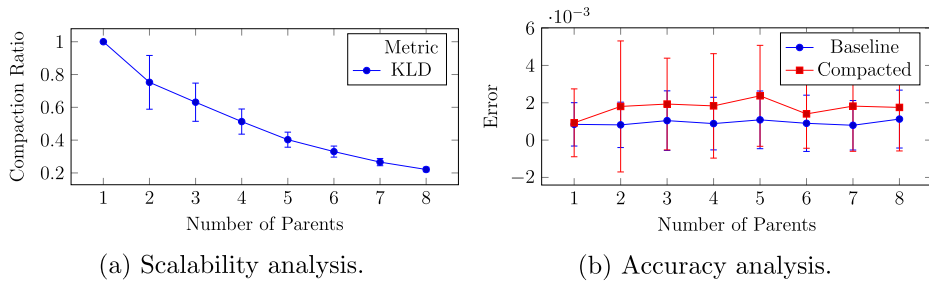 Compaction Ratio
1
0.8
0.6
0.4
0.2
1 2 3 4 5 6 7 8
Number of Parents
Metric
KLD
(a) Scalability analysis.
·10⁻³
Error
6
4
2
0
−2
1 2 3 4 5 6 7 8
Number of Parents
Baseline
Compacted
(b) Accuracy analysis.